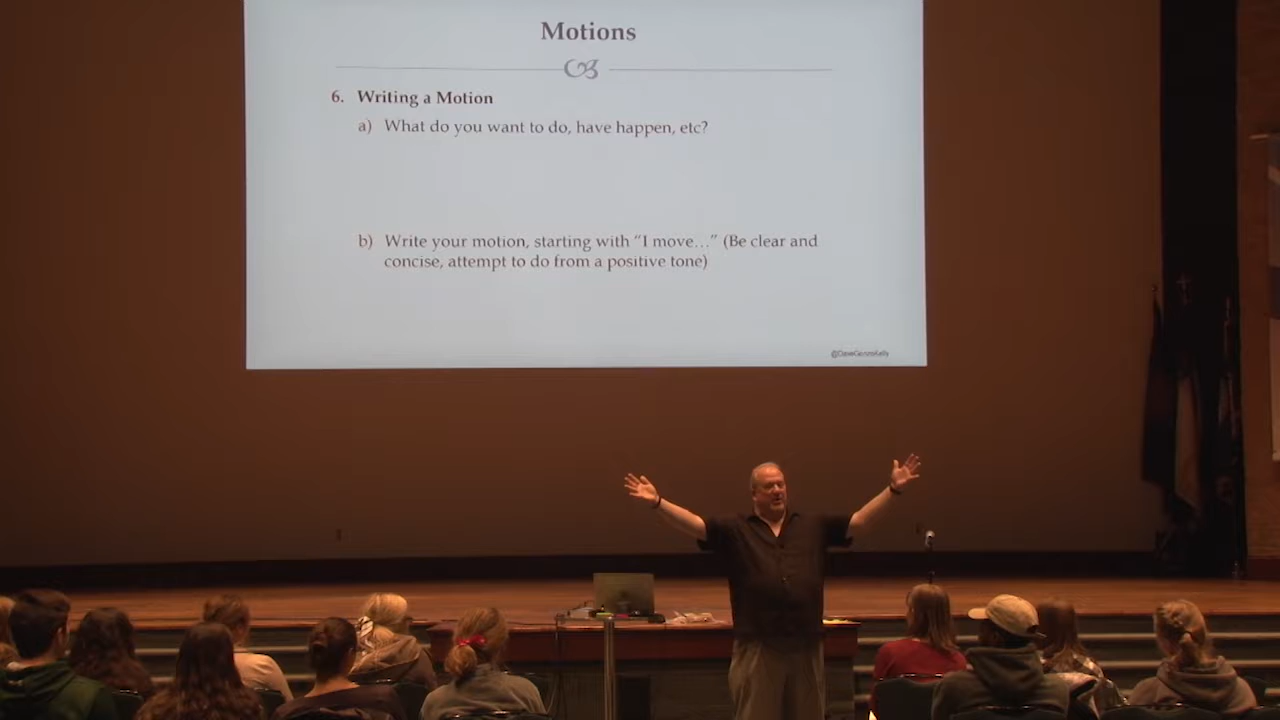 Motions
6. Writing a Motion
a) What do you want to do, have happen, etc?
b) Write your motion, starting with “I move…” (Be clear and
concise, attempt to do from a positive tone)
@DaveGonzoKelly